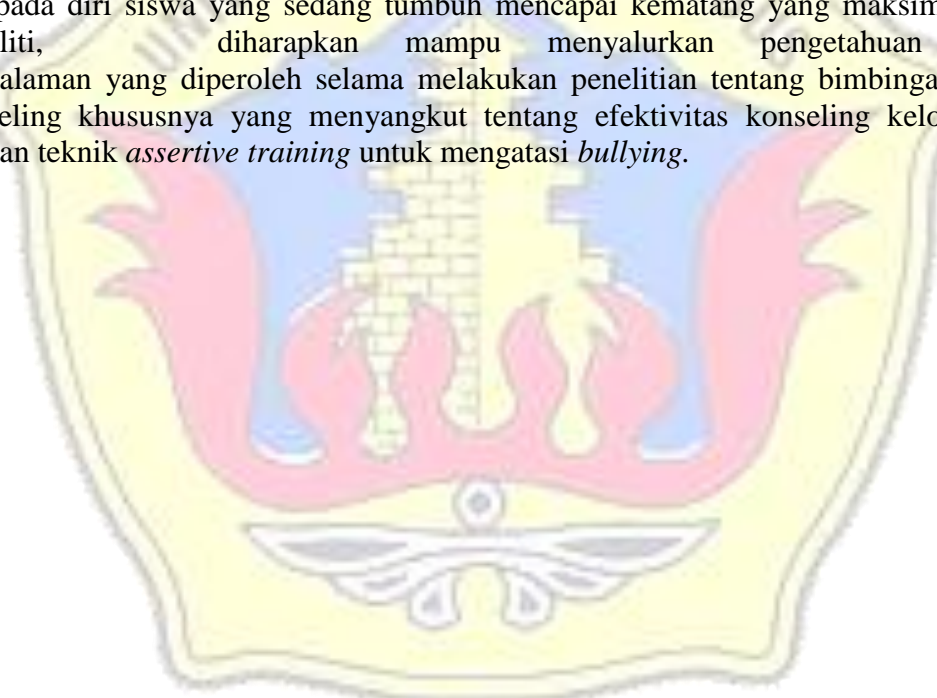 pada diri siswa yang sedang tumbuh mencapai kematang yang maksim
liti, diharapkan mampu menyalurkan pengetahuan
alaman yang diperoleh selama melakukan penelitian tentang bimbinga
eling khususnya yang menyangkut tentang efektivitas konseling kelo
an teknik assertive training untuk mengatasi bullying.